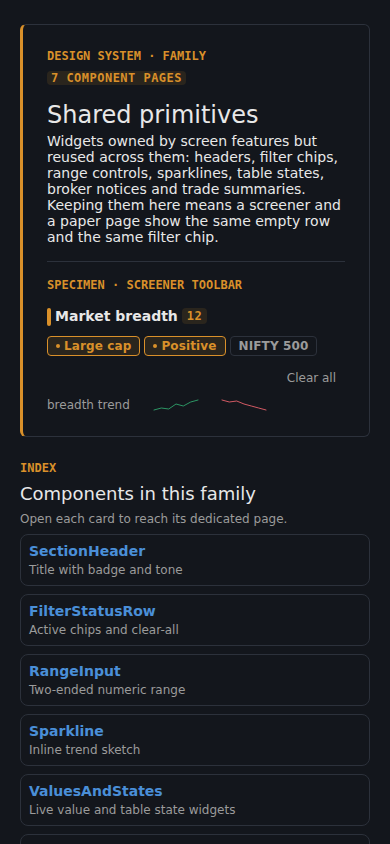 DESIGN SYSTEM · FAMILY
7 COMPONENT PAGES
Shared primitives
Widgets owned by screen features but
reused across them: headers, filter chips,
range controls, sparklines, table states,
broker notices and trade summaries.
Keeping them here means a screener and
a paper page show the same empty row
and the same filter chip.
SPECIMEN · SCREENER TOOLBAR
Market breadth 12
• Large cap • Positive NIFTY 500
Clear all
breadth trend
INDEX
Components in this family
Open each card to reach its dedicated page.
SectionHeader
Title with badge and tone
FilterStatusRow
Active chips and clear-all
RangeInput
Two-ended numeric range
Sparkline
Inline trend sketch
ValuesAndStates
Live value and table state widgets